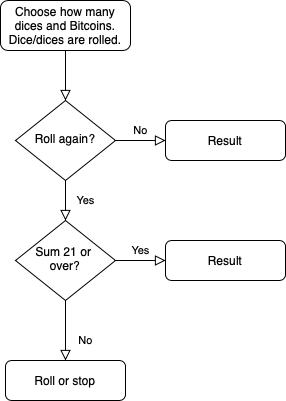 Choose how many
dices and Bitcoins.
Dice/dices are rolled.
Roll again?
No
Result
Yes
Sum 21 or
over?
Yes
Result
No
Roll or stop